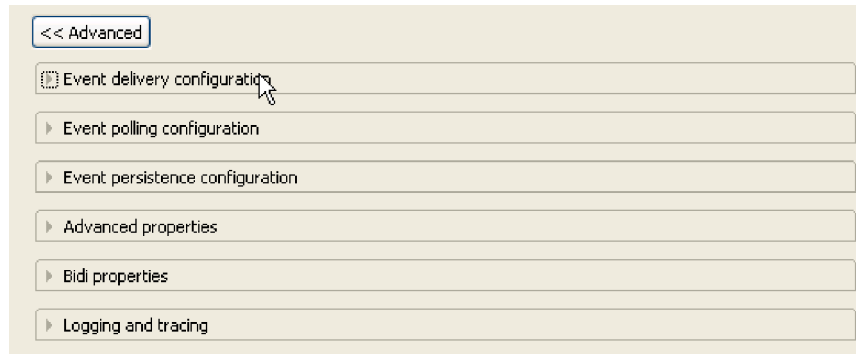 << Advanced
Event delivery configuration
Event polling configuration
Event persistence configuration
Advanced properties
Bidi properties
Logging and tracing